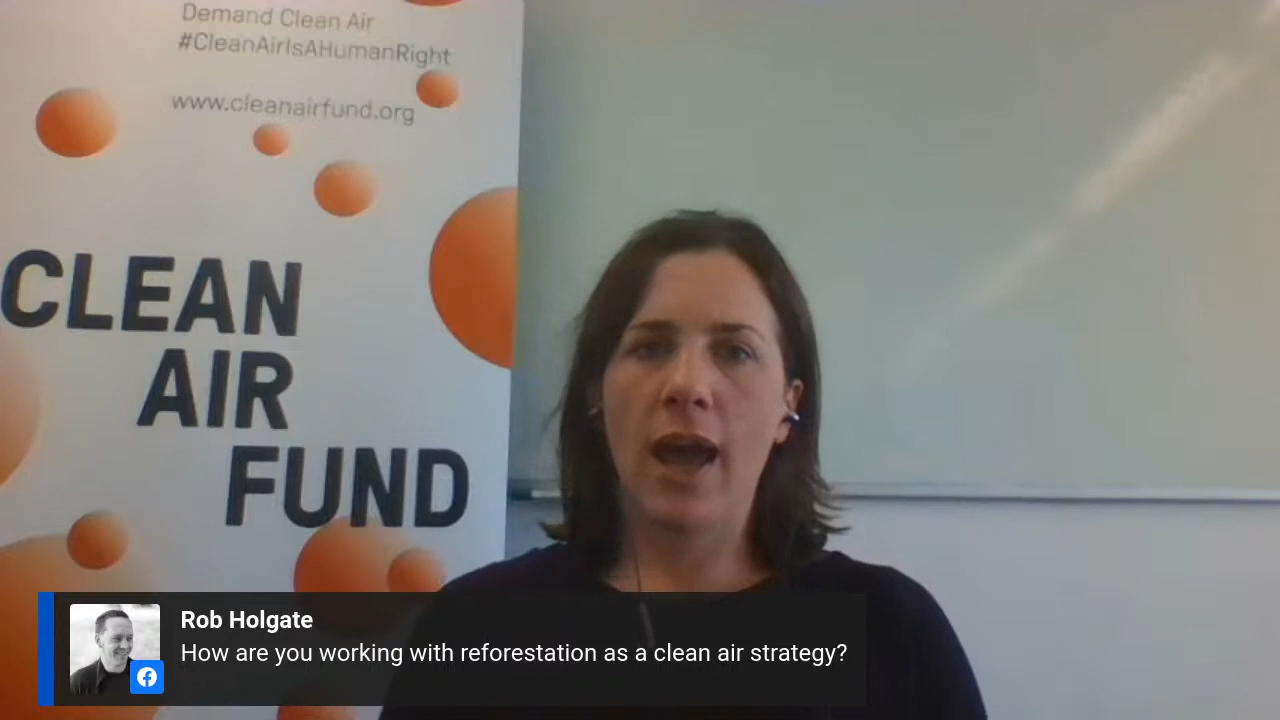 Demand Clean Air
#CleanAirIsAHumanRight
www.cleanairfund.org
CLEAN
AIR
FUND
Rob Holgate
How are you working with reforestation as a clean air strategy?